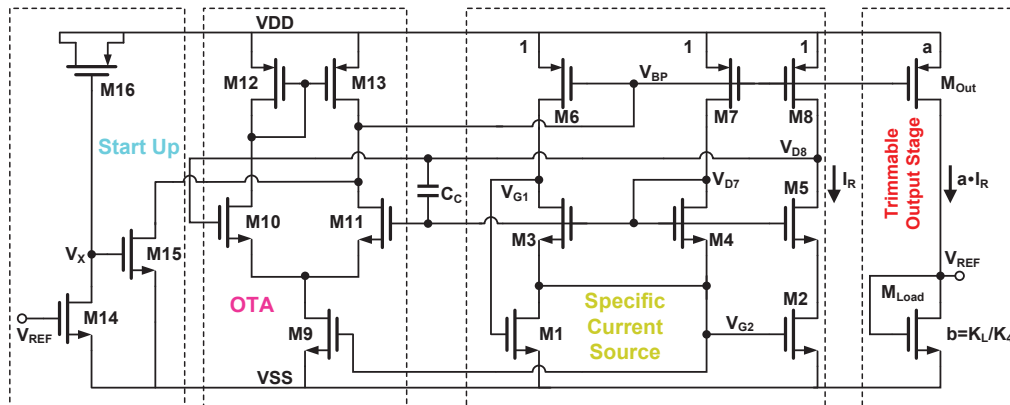 VDD
1
1
1
a
M12
M13
M16
VBP
M6
M7
M8
MOut
Start Up
VD8
IR
Trimmable
Output Stage
a•IR
CC
VG1
VD7
M5
M10
M11
M3
M4
VX
M15
VREF
MLoad
OTA
Specific
Current
Source
M14
VREF
M9
M1
VG2
M2
b=KL/K4
VSS